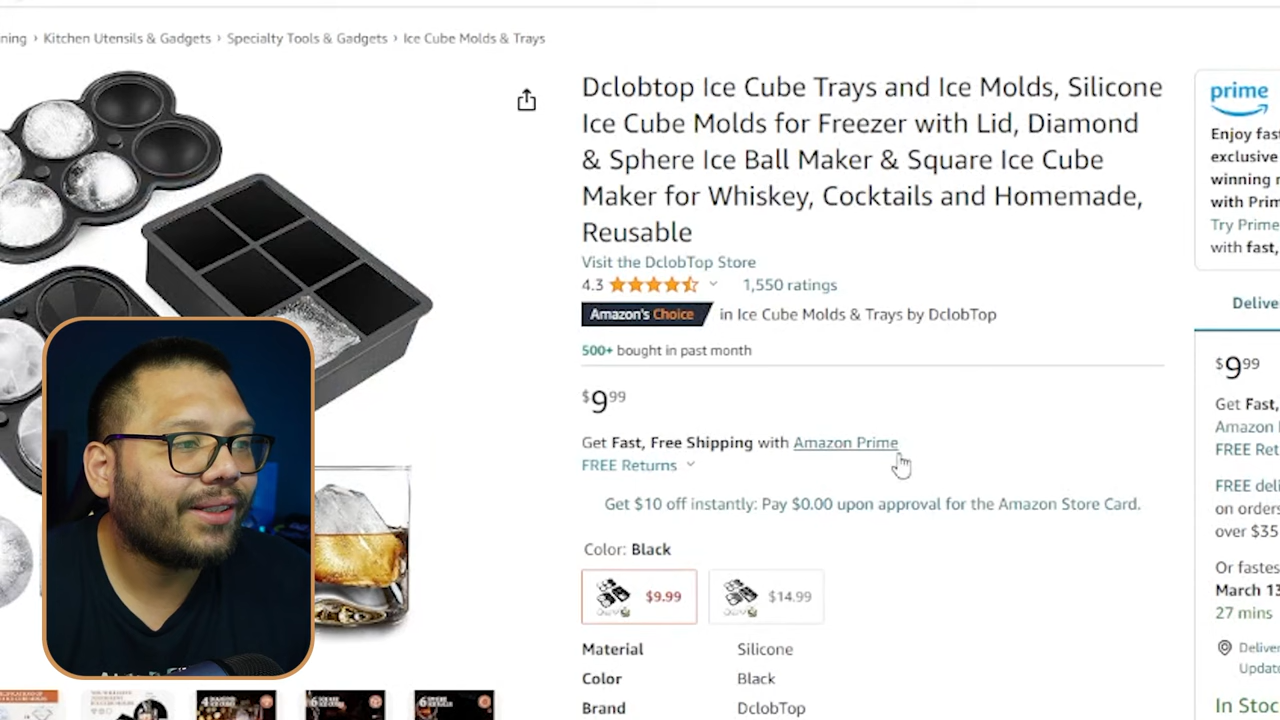 ning › Kitchen Utensils & Gadgets › Specialty Tools & Gadgets › Ice Cube Molds & Trays
Dclobtop Ice Cube Trays and Ice Molds, Silicone
Ice Cube Molds for Freezer with Lid, Diamond
& Sphere Ice Ball Maker & Square Ice Cube
Maker for Whiskey, Cocktails and Homemade,
Reusable
Visit the DclobTop Store
4.3
1,550 ratings
Amazon's Choice in Ice Cube Molds & Trays by DclobTop
500+ bought in past month
$9 99
Get Fast, Free Shipping with Amazon Prime
FREE Returns
Get $10 off instantly: Pay $0.00 upon approval for the Amazon Store Card.
Color: Black
$9.99
$14.99
Material Silicone
Color Black
Brand DclobTop
prime
Enjoy fas
exclusive
winning
with Prim
Try Prime
with fast,
Delive
$9 99
Get Fast,
Amazon
FREE Ret
FREE deli
on orders
over $35
Or fastes
March 13
27 mins
Deliver
Update
In Stoc